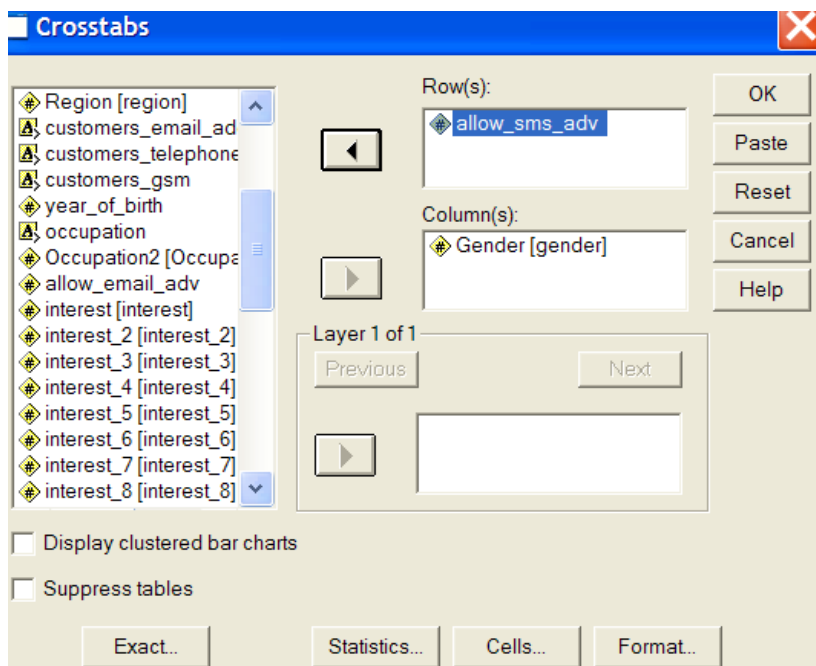 Crosstabs
Region [region]
customers_email_ad
customers_telephone
customers_gsm
year_of_birth
occupation
Occupation2 [Occupa
allow_email_adv
interest [interest]
interest_2 [interest_2]
interest_3 [interest_3]
interest_4 [interest_4]
interest_5 [interest_5]
interest_6 [interest_6]
interest_7 [interest_7]
interest_8 [interest_8]
Row(s):
allow_sms_adv
Column(s):
Gender [gender]
Layer 1 of 1
Previous
Next
OK
Paste
Reset
Cancel
Help
Display clustered bar charts
Suppress tables
Exact...
Statistics...
Cells...
Format...